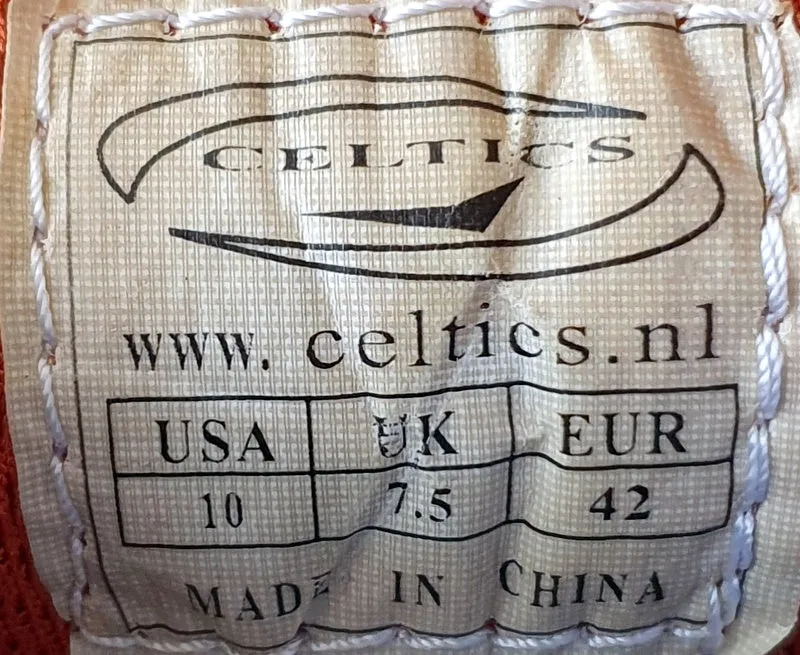 CELTICS
www.celtics.nl
USA UK EUR
10 7.5 42
MADE IN CHINA